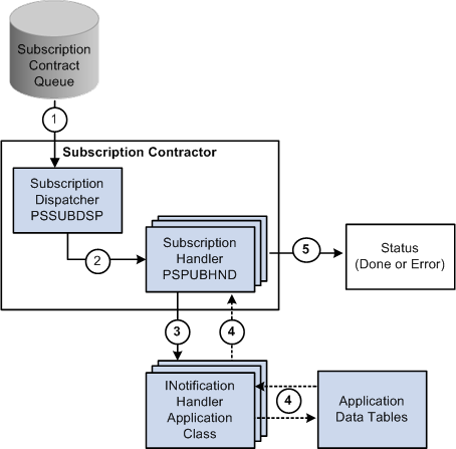 Subscription
Contract
Queue
1
Subscription Contractor
Subscription
Dispatcher
PSSUBDSP
2
Subscription
Handler
PSPUBHND
5
Status
(Done or Error)
3
4
INotification
Handler
Application
Class
4
Application
Data Tables